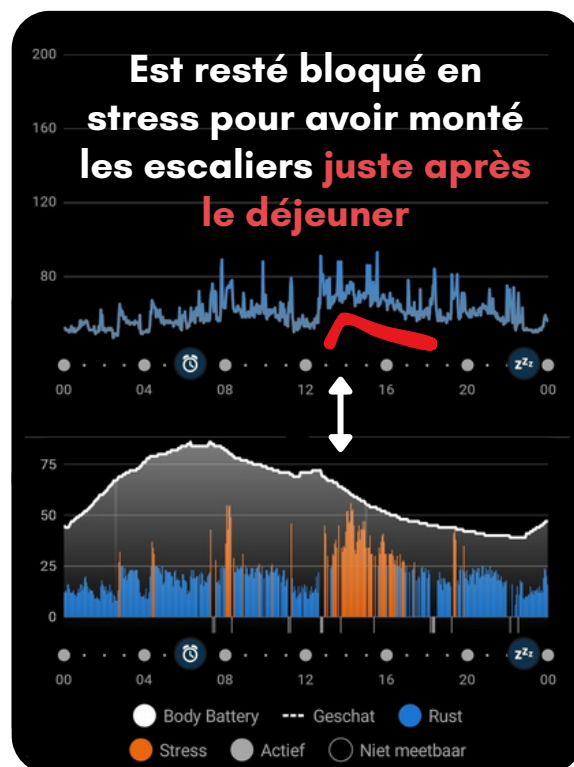 200
Est resté bloqué en
160
stress pour avoir monté
les escaliers juste après
120
le déjeuner
80
00 04 08 12 16 20 zZz 00
75
50
25
0
00 04 08 12 16 20 zZz 00
Body Battery Geschat Rust
Stress Actief Niet meetbaar